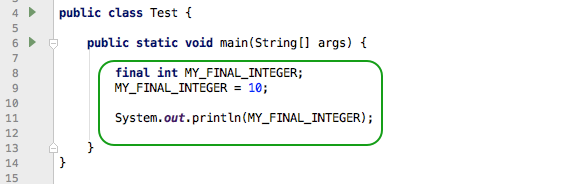 4 public class Test {
5
6 public static void main(String[] args) {
7
8 final int MY_FINAL_INTEGER;
9 MY_FINAL_INTEGER = 10;
10
11 System.out.println(MY_FINAL_INTEGER);
12
13 }
14 }
15